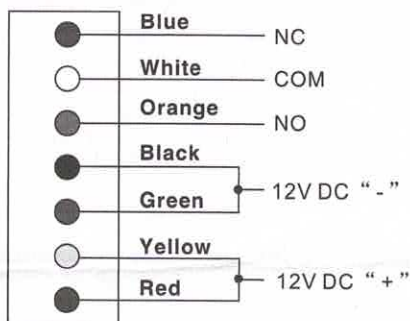 Blue
NC
White
COM
Orange
NO
Black
12V DC “ - ”
Green
Yellow
12V DC “ + ”
Red